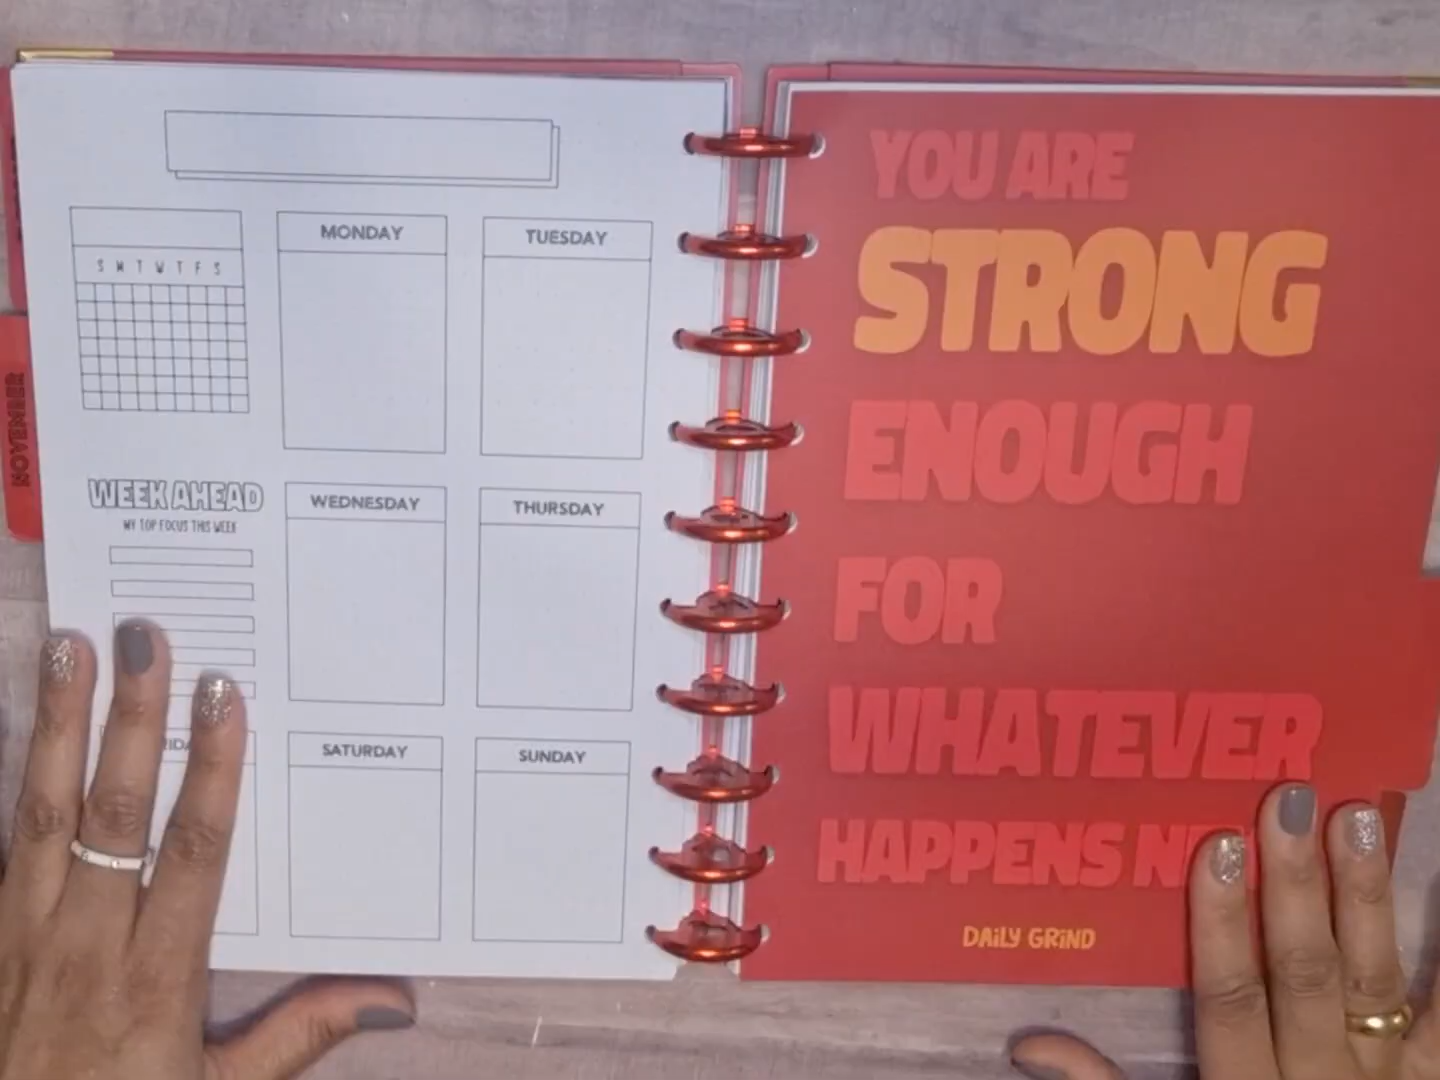 NOVEMBER
S M T W T F S
MONDAY
TUESDAY
WEEK AHEAD
MY TOP FOCUS THIS WEEK
WEDNESDAY
THURSDAY
SATURDAY
SUNDAY
YOU ARE
STRONG
ENOUGH
FOR
WHATEVER
HAPPENS
DAILY GRIND